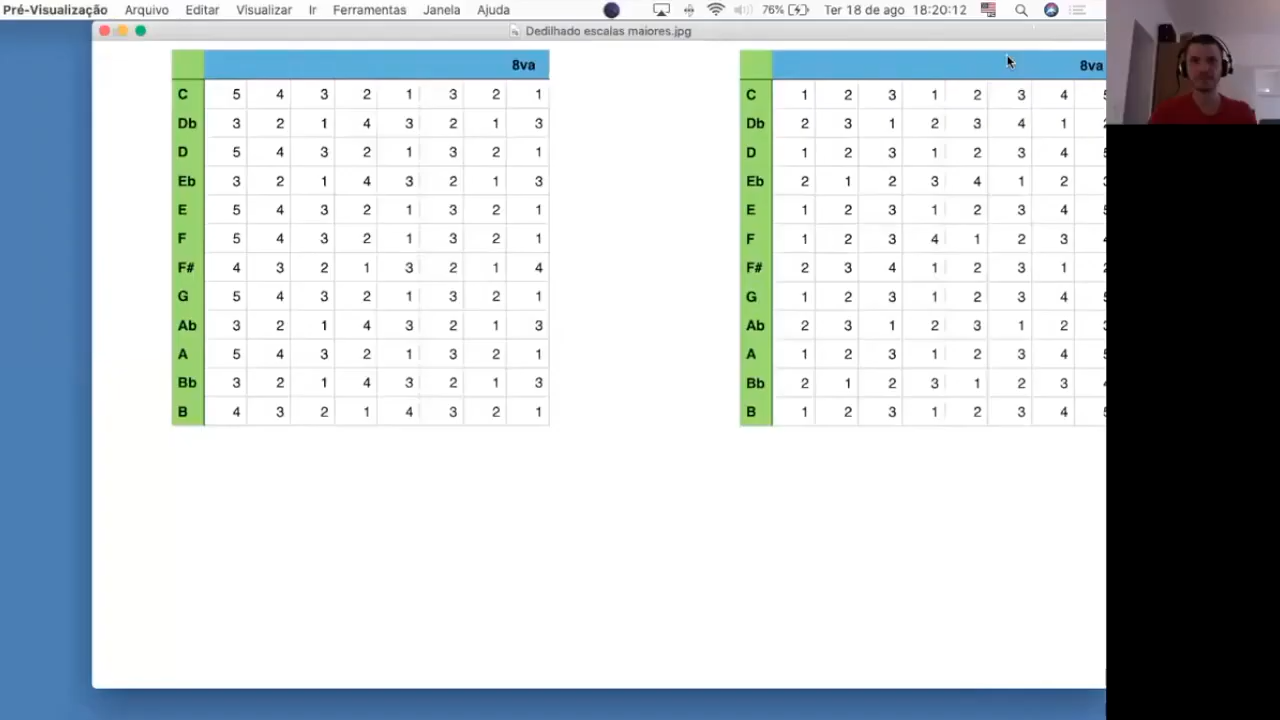 Pré-Visualização Arquivo Editar Visualizar Ir Ferramentas Janela Ajuda 76% Ter 18 de ago 18:20:12
Dedilhado escalas maiores.jpg
8va
C 5 4 3 2 1 3 2 1
Db 3 2 1 4 3 2 1 3
D 5 4 3 2 1 3 2 1
Eb 3 2 1 4 3 2 1 3
E 5 4 3 2 1 3 2 1
F 5 4 3 2 1 3 2 1
F# 4 3 2 1 3 2 1 4
G 5 4 3 2 1 3 2 1
Ab 3 2 1 4 3 2 1 3
A 5 4 3 2 1 3 2 1
Bb 3 2 1 4 3 2 1 3
B 4 3 2 1 4 3 2 1
8va
C 1 2 3 1 2 3 4
Db 2 3 1 2 3 4 1
D 1 2 3 1 2 3 4
Eb 2 1 2 3 4 1 2
E 1 2 3 1 2 3 4
F 1 2 3 4 1 2 3
F# 2 3 4 1 2 3 1
G 1 2 3 1 2 3 4
Ab 2 3 1 2 3 1 2
A 1 2 3 1 2 3 4
Bb 2 1 2 3 1 2 3
B 1 2 3 1 2 3 4